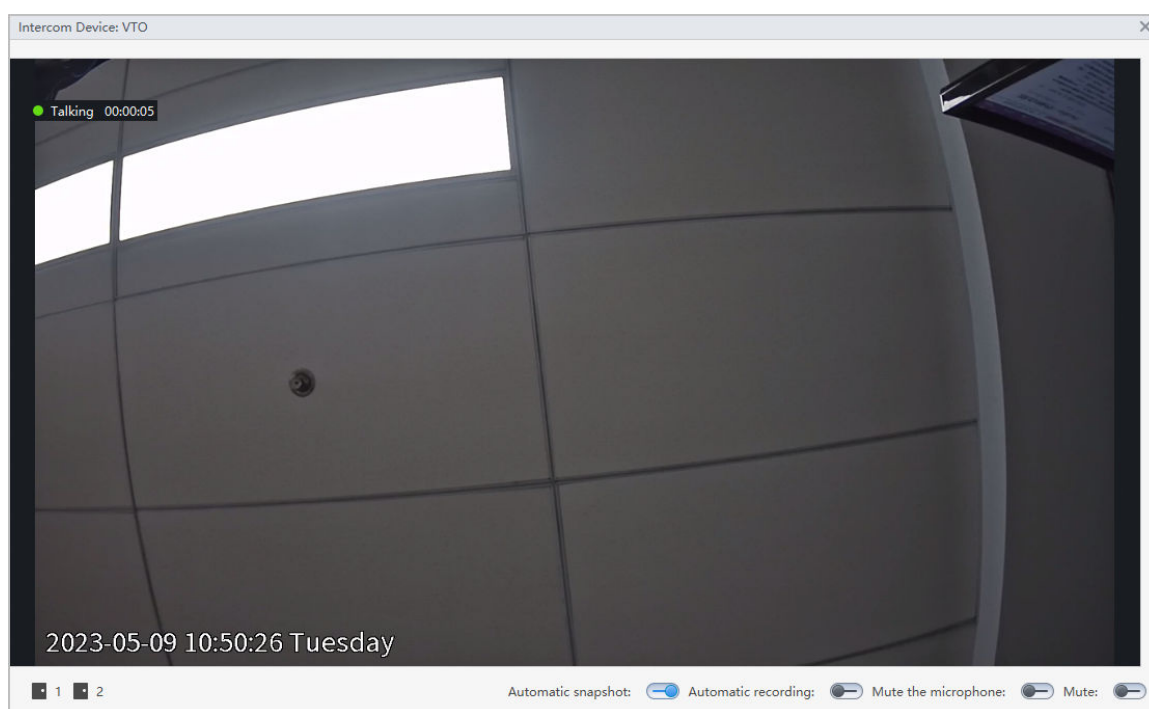 Intercom Device: VTO
Talking 00:00:05
2023-05-09 10:50:26 Tuesday
1 2 Automatic snapshot: Automatic recording: Mute the microphone: Mute: